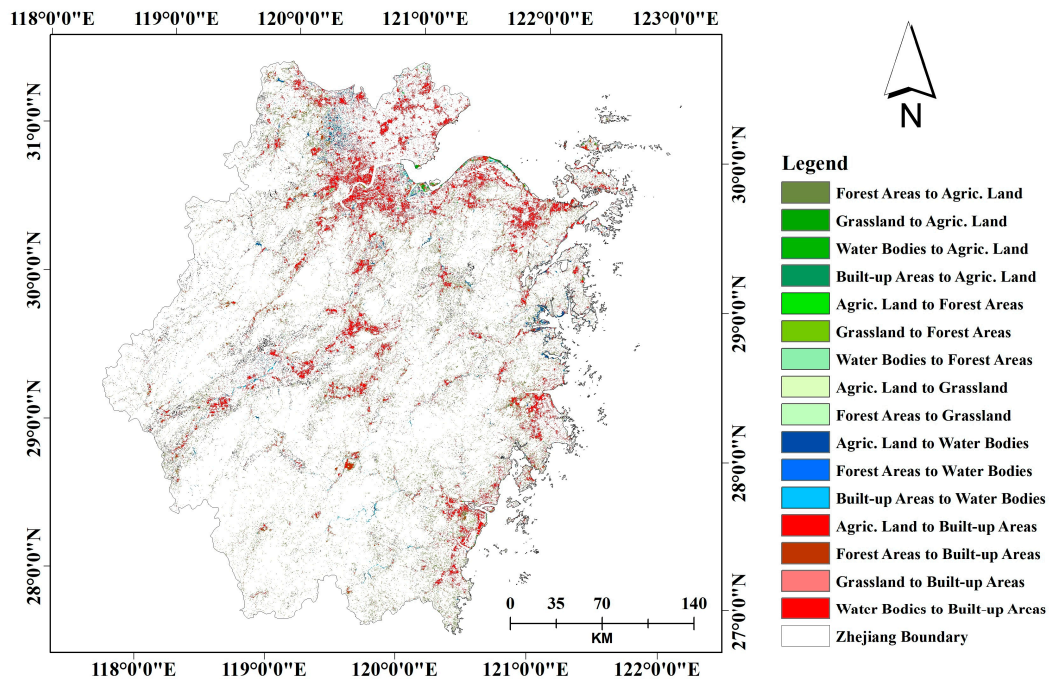 118°0'0"E 119°0'0"E 120°0'0"E 121°0'0"E 122°0'0"E 123°0'0"E
31°0'0"N
30°0'0"N
29°0'0"N
28°0'0"N
30°0'0"N
29°0'0"N
28°0'0"N
27°0'0"N
118°0'0"E 119°0'0"E 120°0'0"E 121°0'0"E 122°0'0"E
0 35 70 140
KM
N
Legend
Forest Areas to Agric. Land
Grassland to Agric. Land
Water Bodies to Agric. Land
Built-up Areas to Agric. Land
Agric. Land to Forest Areas
Grassland to Forest Areas
Water Bodies to Forest Areas
Agric. Land to Grassland
Forest Areas to Grassland
Agric. Land to Water Bodies
Forest Areas to Water Bodies
Built-up Areas to Water Bodies
Agric. Land to Built-up Areas
Forest Areas to Built-up Areas
Grassland to Built-up Areas
Water Bodies to Built-up Areas
Zhejiang Boundary